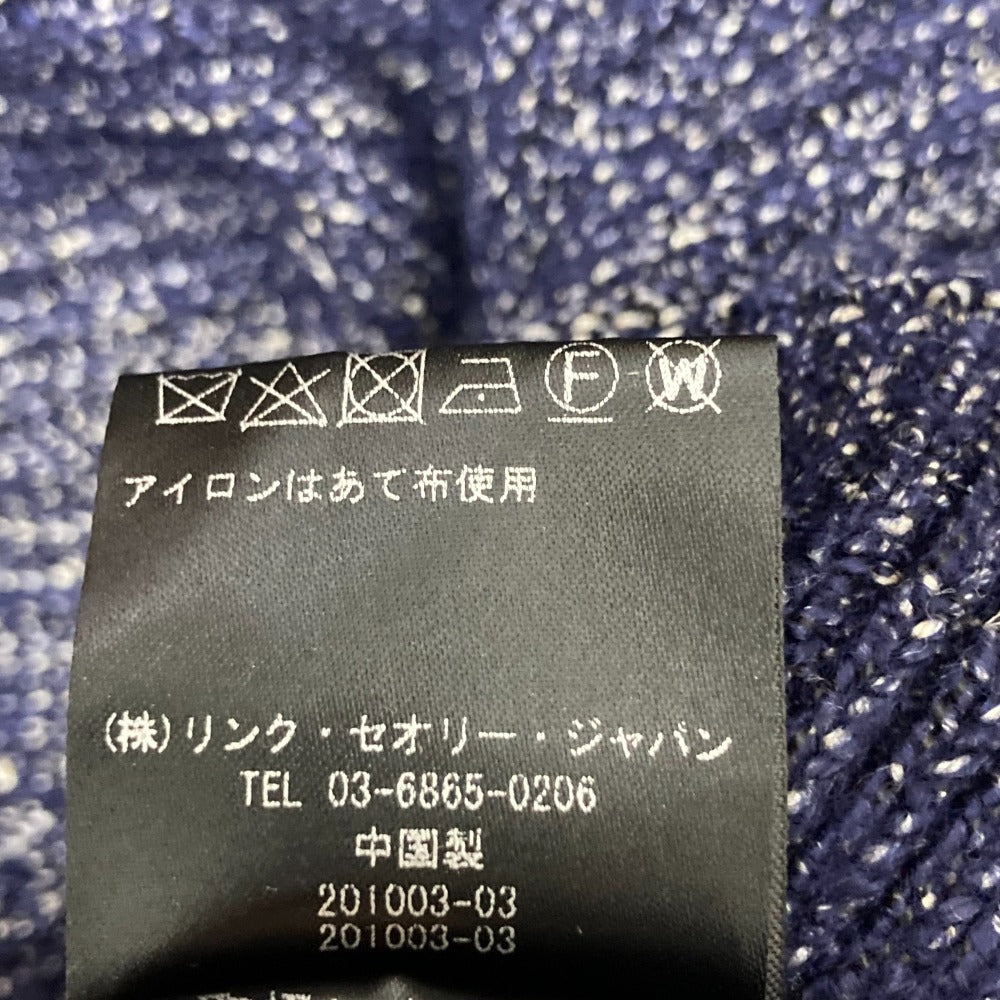 F W
アイロンはあて布使用
(株)リンク・セオリー・ジャパン
TEL 03-6865-0206
中国製
201003-03
201003-03